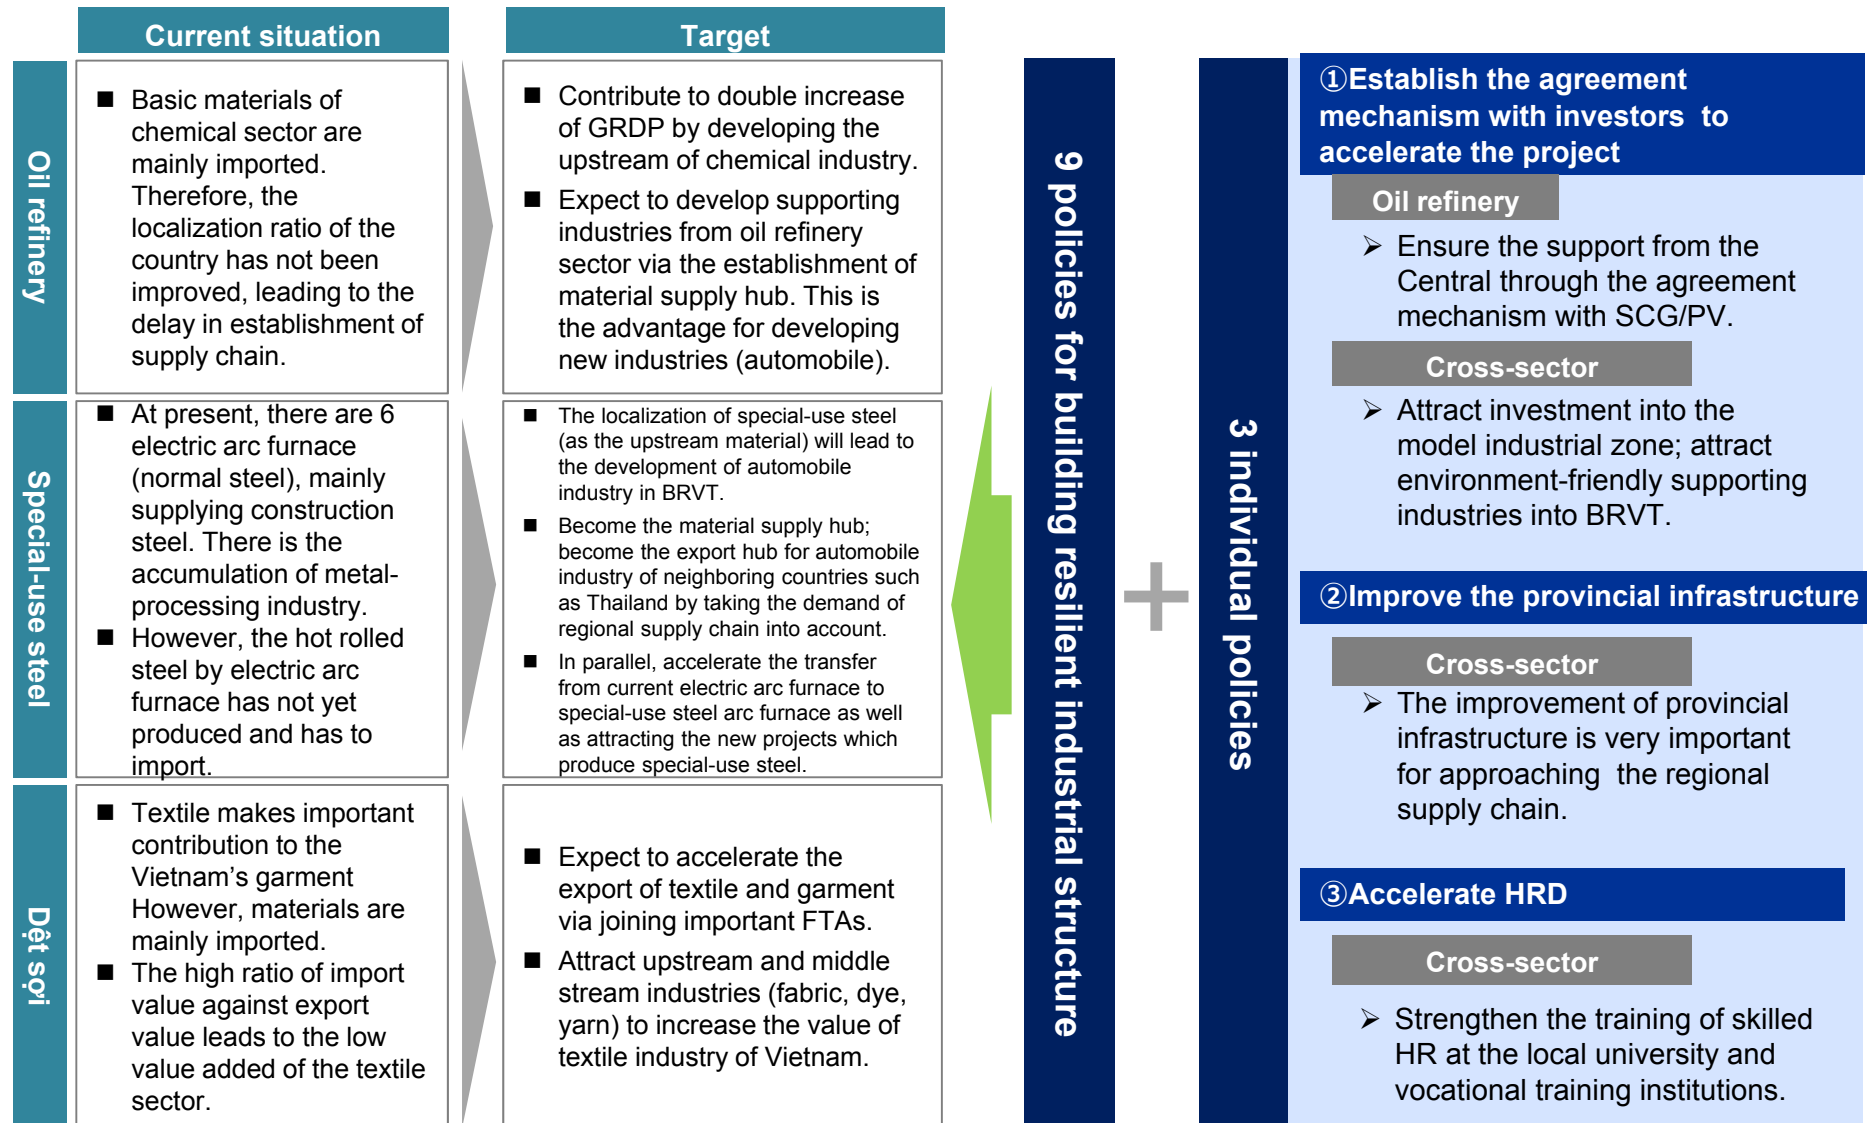 Current situation
Target
Oil refinery
■ Basic materials of
chemical sector are
mainly imported.
Therefore, the
localization ratio of the
country has not been
improved, leading to the
delay in establishment of
supply chain.
■ Contribute to double increase
of GRDP by developing the
upstream of chemical industry.
■ Expect to develop supporting
industries from oil refinery
sector via the establishment of
material supply hub. This is
the advantage for developing
new industries (automobile).
Special-use steel
■ At present, there are 6
electric arc furnace
(normal steel), mainly
supplying construction
steel. There is the
accumulation of metal-
processing industry.
■ However, the hot rolled
steel by electric arc
furnace has not yet
produced and has to
import.
■ The localization of special-use steel
(as the upstream material) will lead to
the development of automobile
industry in BRVT.
■ Become the material supply hub;
become the export hub for automobile
industry of neighboring countries such
as Thailand by taking the demand of
regional supply chain into account.
■ In parallel, accelerate the transfer
from current electric arc furnace to
special-use steel arc furnace as well
as attracting the new projects which
produce special-use steel.
Dệt sợi
■ Textile makes important
contribution to the
Vietnam's garment
However, materials are
mainly imported.
■ The high ratio of import
value against export
value leads to the low
value added of the textile
sector.
■ Expect to accelerate the
export of textile and garment
via joining important FTAs.
■ Attract upstream and middle
stream industries (fabric, dye,
yarn) to increase the value of
textile industry of Vietnam.
9 policies for building resilient industrial structure
+
3 individual policies
①Establish the agreement
mechanism with investors to
accelerate the project
Oil refinery
➢ Ensure the support from the
Central through the agreement
mechanism with SCG/PV.
Cross-sector
➢ Attract investment into the
model industrial zone; attract
environment-friendly supporting
industries into BRVT.
②Improve the provincial infrastructure
Cross-sector
➢ The improvement of provincial
infrastructure is very important
for approaching the regional
supply chain.
③Accelerate HRD
Cross-sector
➢ Strengthen the training of skilled
HR at the local university and
vocational training institutions.